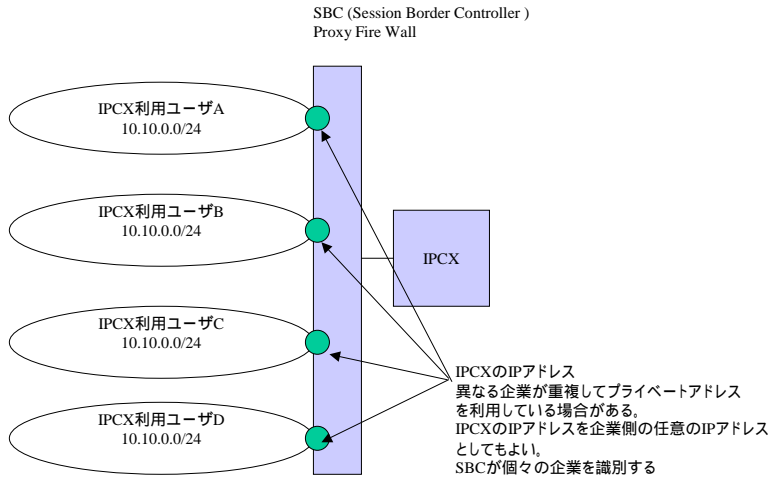 SBC (Session Border Controller )
Proxy Fire Wall
IPCX利用ユーザA
10.10.0.0/24
IPCX利用ユーザB
10.10.0.0/24
IPCX
IPCX利用ユーザC
10.10.0.0/24
IPCX利用ユーザD
10.10.0.0/24
IPCXのIPアドレス
異なる企業が重複してプライベートアドレス
を利用している場合がある。
IPCXのIPアドレスを企業側の任意のIPアドレス
としてもよい。
SBCが個々の企業を識別する